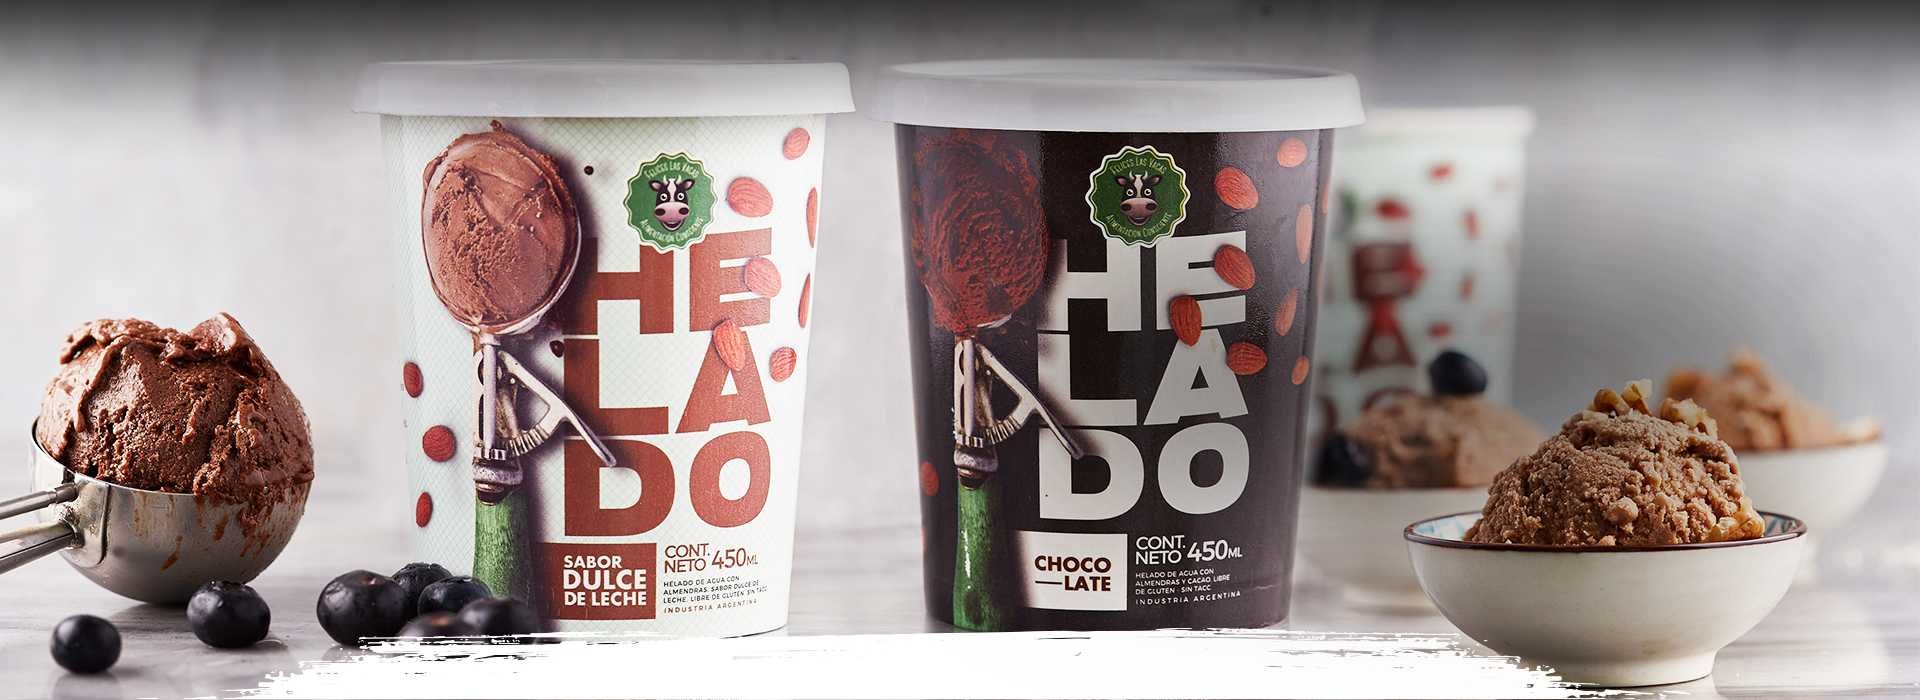 FELICES LAS VACAS
ALIMENTACIÓN CONSCIENTE
HE
LA
DO
SABOR
DULCE
DE LECHE
CONT.
NETO 450ML
HELADO DE AGUA CON
ALMENDRAS, SABOR DULCE DE
LECHE, LIBRE DE GLUTEN, SIN TACC
INDUSTRIA ARGENTINA
FELICES LAS VACAS
ALIMENTACIÓN CONSCIENTE
HE
LA
DO
CHOCO
—LATE
CONT.
NETO 450ML
HELADO DE AGUA CON
ALMENDRAS Y CACAO, LIBRE
DE GLUTEN - SIN TACC
INDUSTRIA ARGENTINA